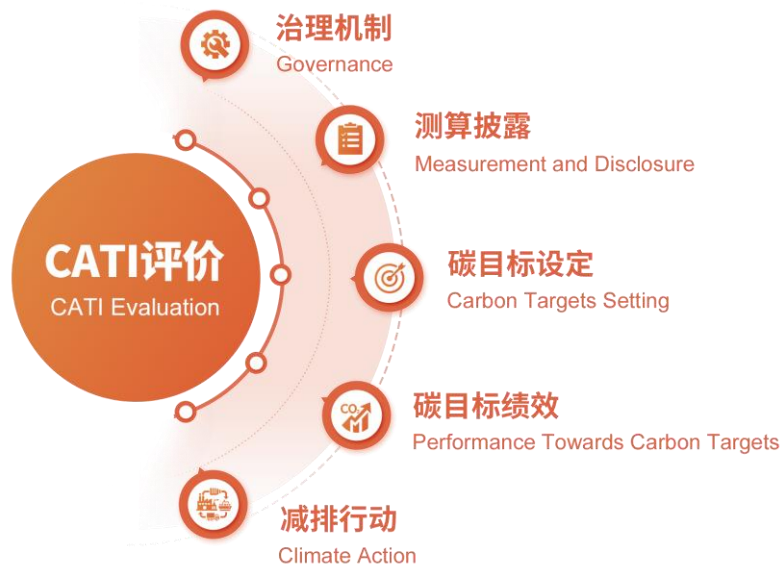 治理机制
Governance
测算披露
Measurement and Disclosure
CATI评价
CATI Evaluation
碳目标设定
Carbon Targets Setting
CO₂
碳目标绩效
Performance Towards Carbon Targets
减排行动
Climate Action